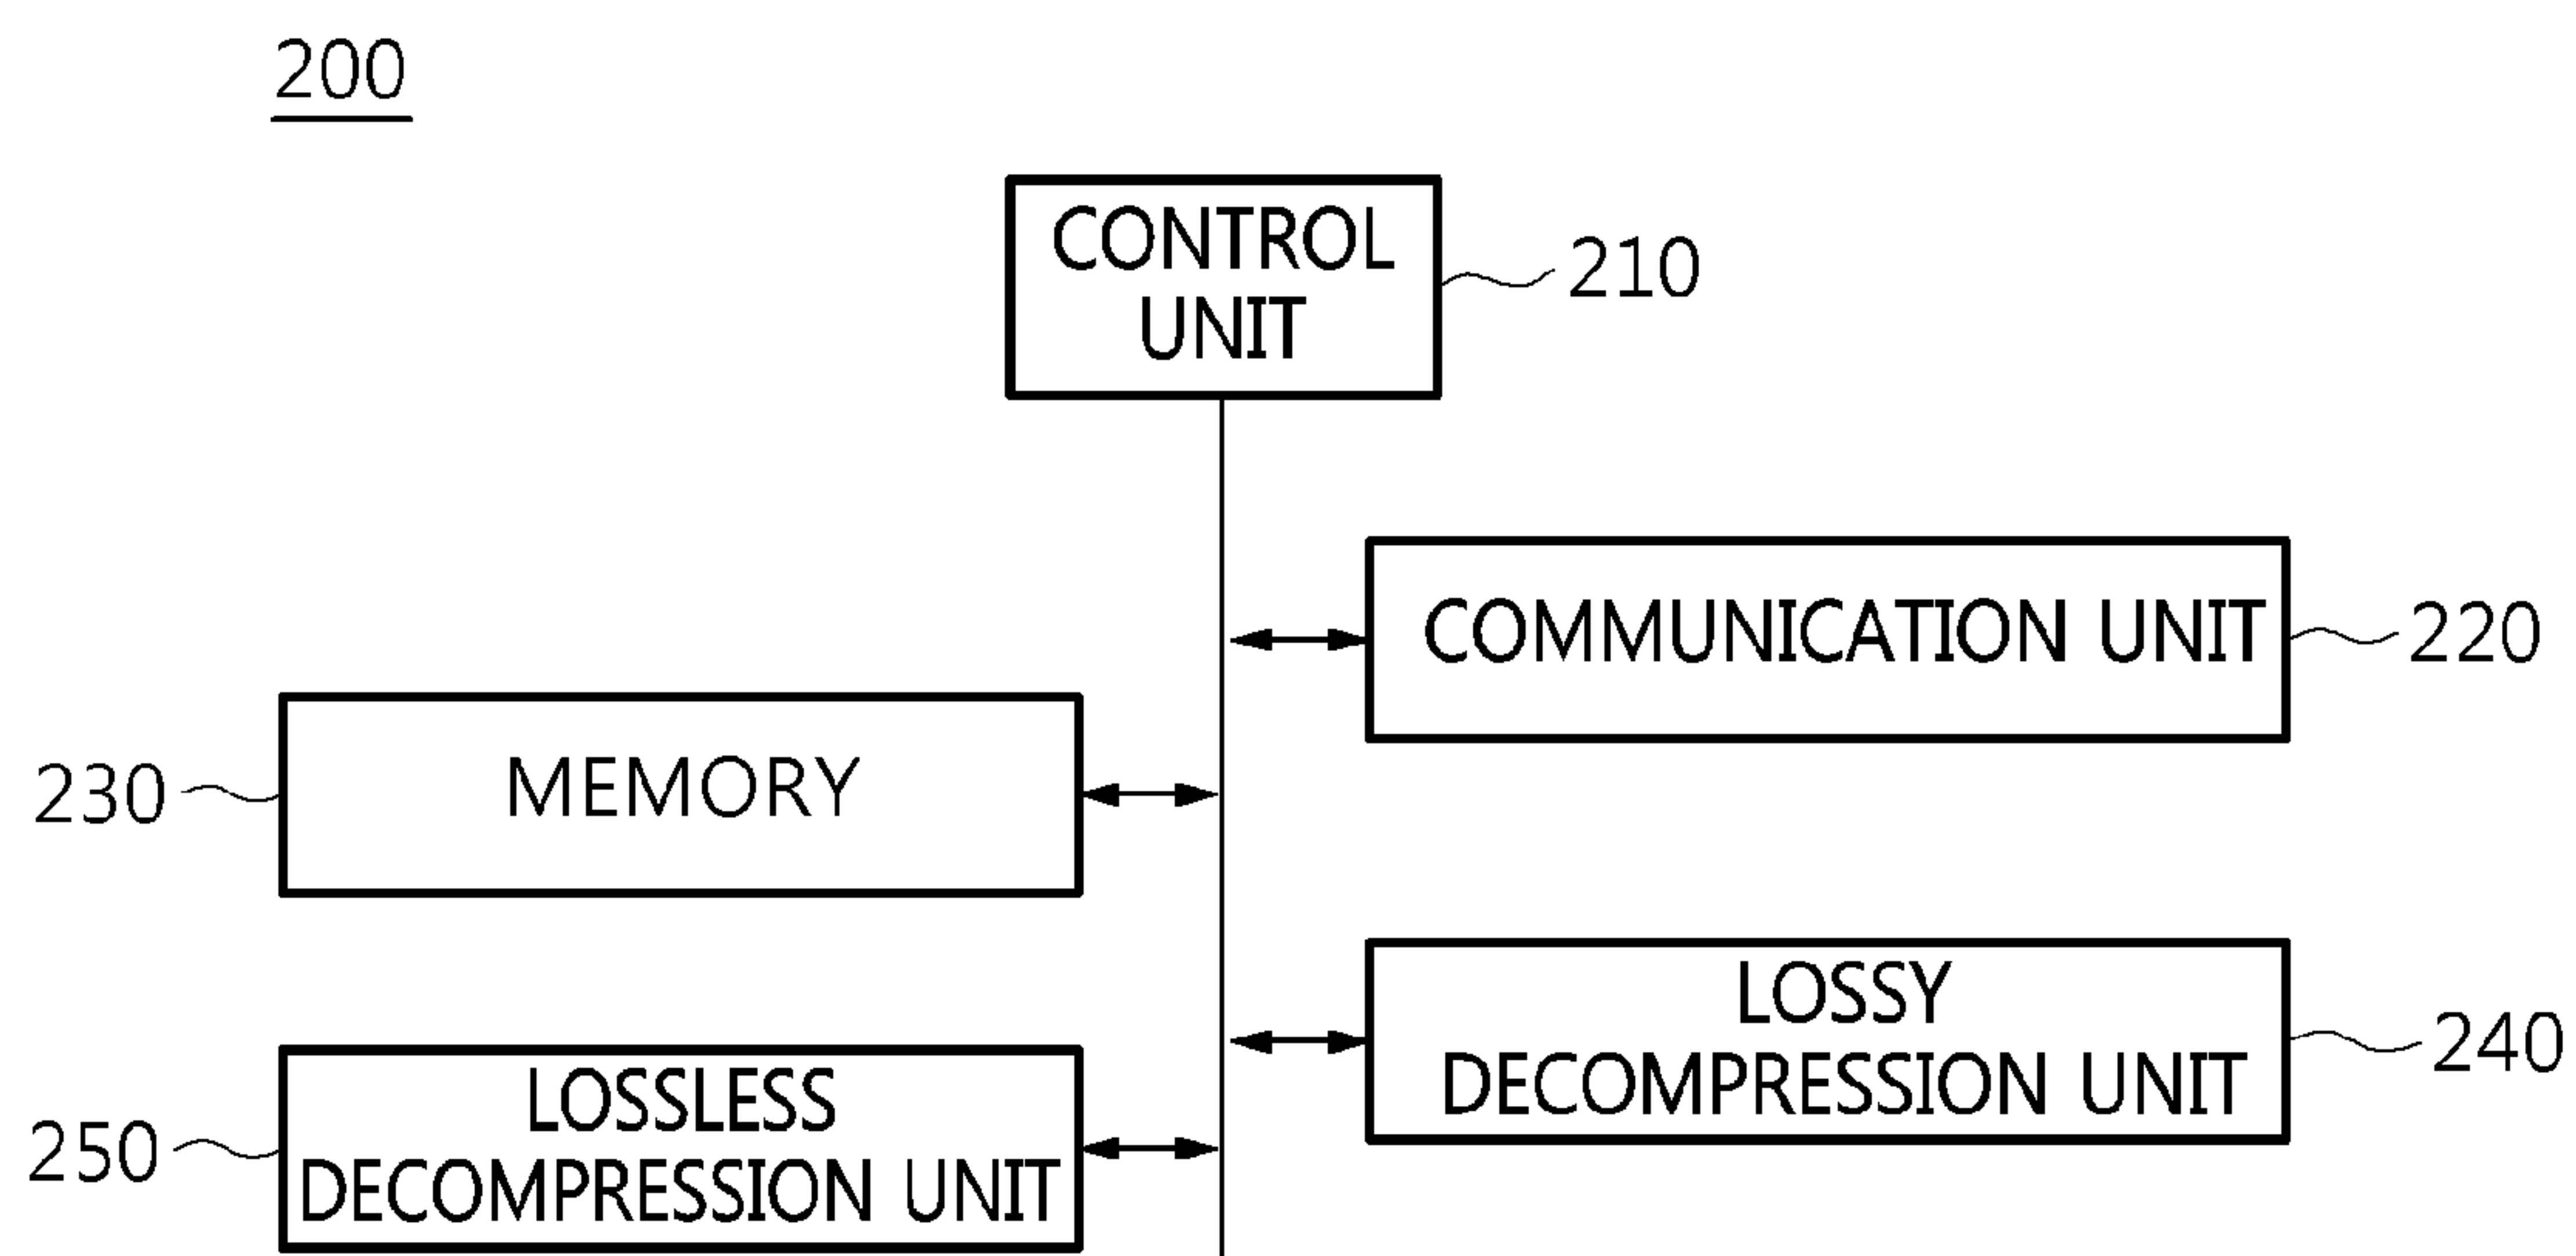 200
CONTROL
UNIT
210
COMMUNICATION UNIT
220
230
MEMORY
LOSSY
DECOMPRESSION UNIT
240
250
LOSSLESS
DECOMPRESSION UNIT